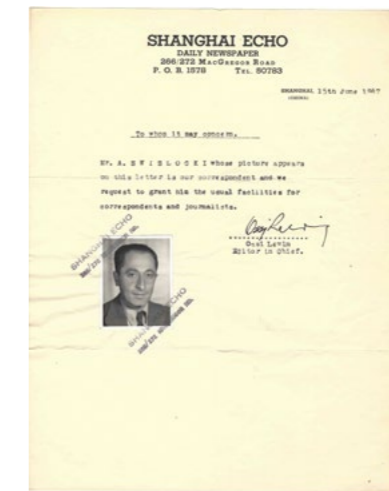 SHANGHAI ECHO
DAILY NEWSPAPER
266/272 MACGREGOR ROAD
P. O. B. 1578 TEL. 50783
SHANGHAI, 15th June 1947
(CHINA)
To whom it may concern.
Mr. A. S W I S L O C K I whose picture appears
on this letter is our correspondent and we
request to grant him the usual facilities for
correspondents and journalists.
Ossi Lewin
Editor in Chief.
SHANGHAI ECHO
SHANGHAI ECHO